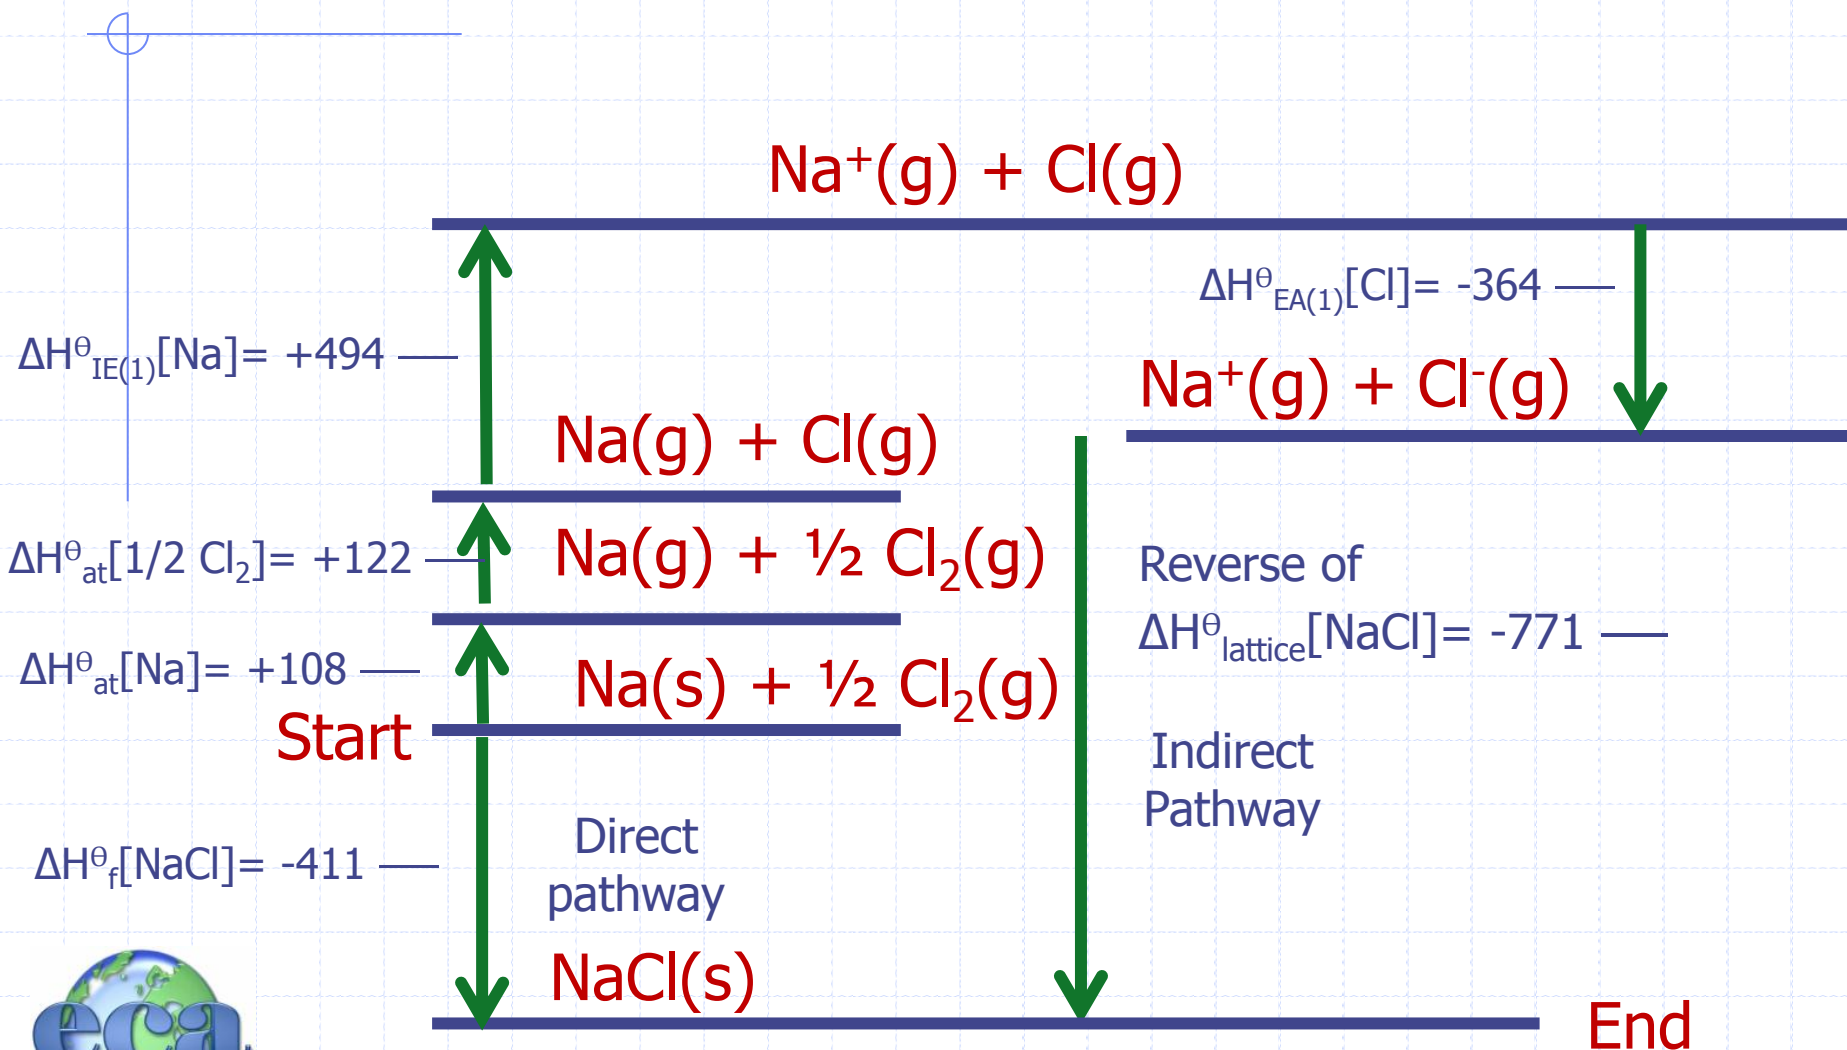 Na⁺(g) + Cl(g)
ΔHᶿEA(1)[Cl]= -364
ΔHᶿIE(1)[Na]= +494
Na⁺(g) + Cl⁻(g)
Na(g) + Cl(g)
ΔHᶿat[1/2 Cl₂]= +122
Na(g) + ½ Cl₂(g)
Reverse of
ΔHᶿlattice[NaCl]= -771
ΔHᶿat[Na]= +108
Na(s) + ½ Cl₂(g)
Start
Indirect
Pathway
Direct
pathway
ΔHᶿf[NaCl]= -411
NaCl(s)
End
eca